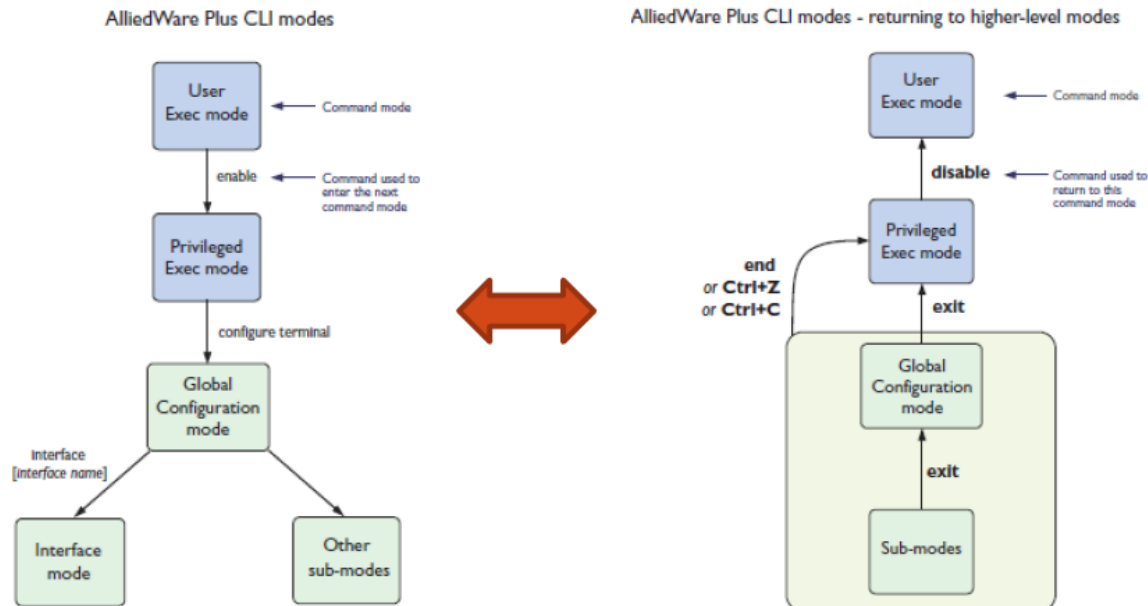 AlliedWare Plus CLI modes
User
Exec mode
Command mode
enable
Command used to
enter the next
command mode
Privileged
Exec mode
configure terminal
Global
Configuration
mode
interface
[interface name]
Interface
mode
Other
sub-modes
AlliedWare Plus CLI modes - returning to higher-level modes
User
Exec mode
Command mode
disable
Command used to
return to this
command mode
Privileged
Exec mode
end
or Ctrl+Z
or Ctrl+C
exit
Global
Configuration
mode
exit
Sub-modes